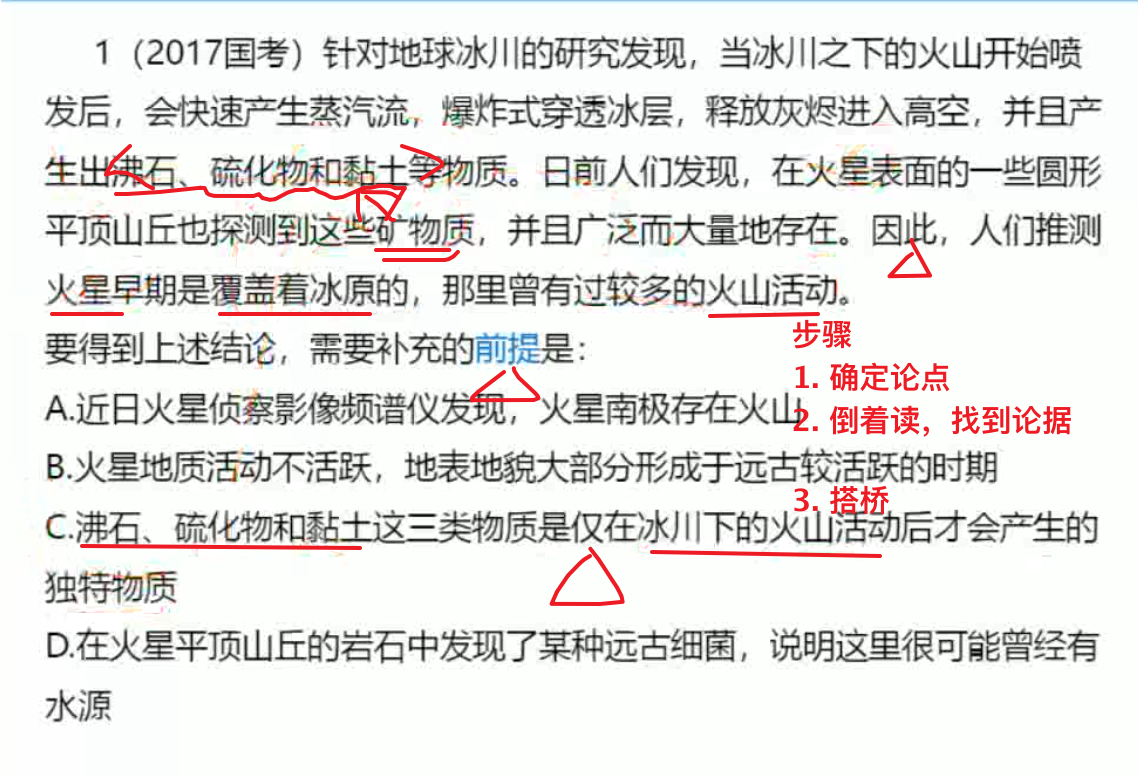 1（2017国考）针对地球冰川的研究发现，当冰川之下的火山开始喷
发后，会快速产生蒸汽流，爆炸式穿透冰层，释放灰烬进入高空，并且产
生出沸石、硫化物和黏土等物质。日前人们发现，在火星表面的一些圆形
平顶山丘也探测到这些矿物质，并且广泛而大量地存在。因此，人们推测
火星早期是覆盖着冰原的，那里曾有过较多的火山活动。
要得到上述结论，需要补充的前提是：
步骤
1. 确定论点
2. 倒着读，找到论据
3. 搭桥
A.近日火星侦察影像频谱仪发现，火星南极存在火山
B.火星地质活动不活跃，地表地貌大部分形成于远古较活跃的时期
C.沸石、硫化物和黏土这三类物质是仅在冰川下的火山活动后才会产生的
独特物质
D.在火星平顶山丘的岩石中发现了某种远古细菌，说明这里很可能曾经有
水源